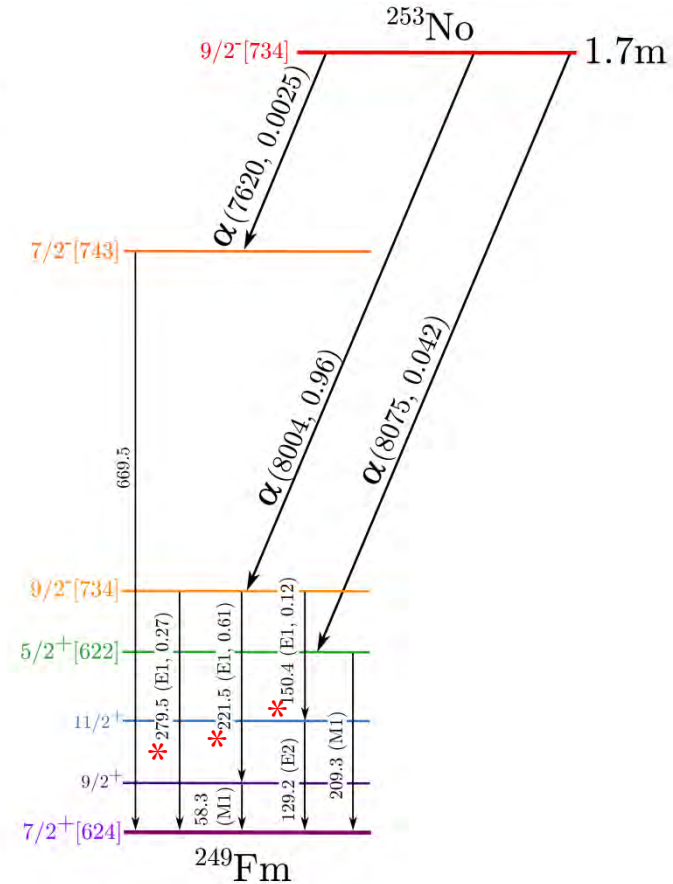 ²⁵³No
9/2⁻[734]
1.7m
α(7620, 0.0025)
7/2⁻[743]
α(8004, 0.96)
α(8075, 0.042)
669.5
9/2⁻[734]
*279.5 (E1, 0.27)
*221.5 (E1, 0.61)
*150.4 (E1, 0.12)
5/2⁺[622]
11/2⁺
9/2⁺
58.3
(M1)
129.2 (E2)
209.3 (M1)
7/2⁺[624]
²⁴⁹Fm